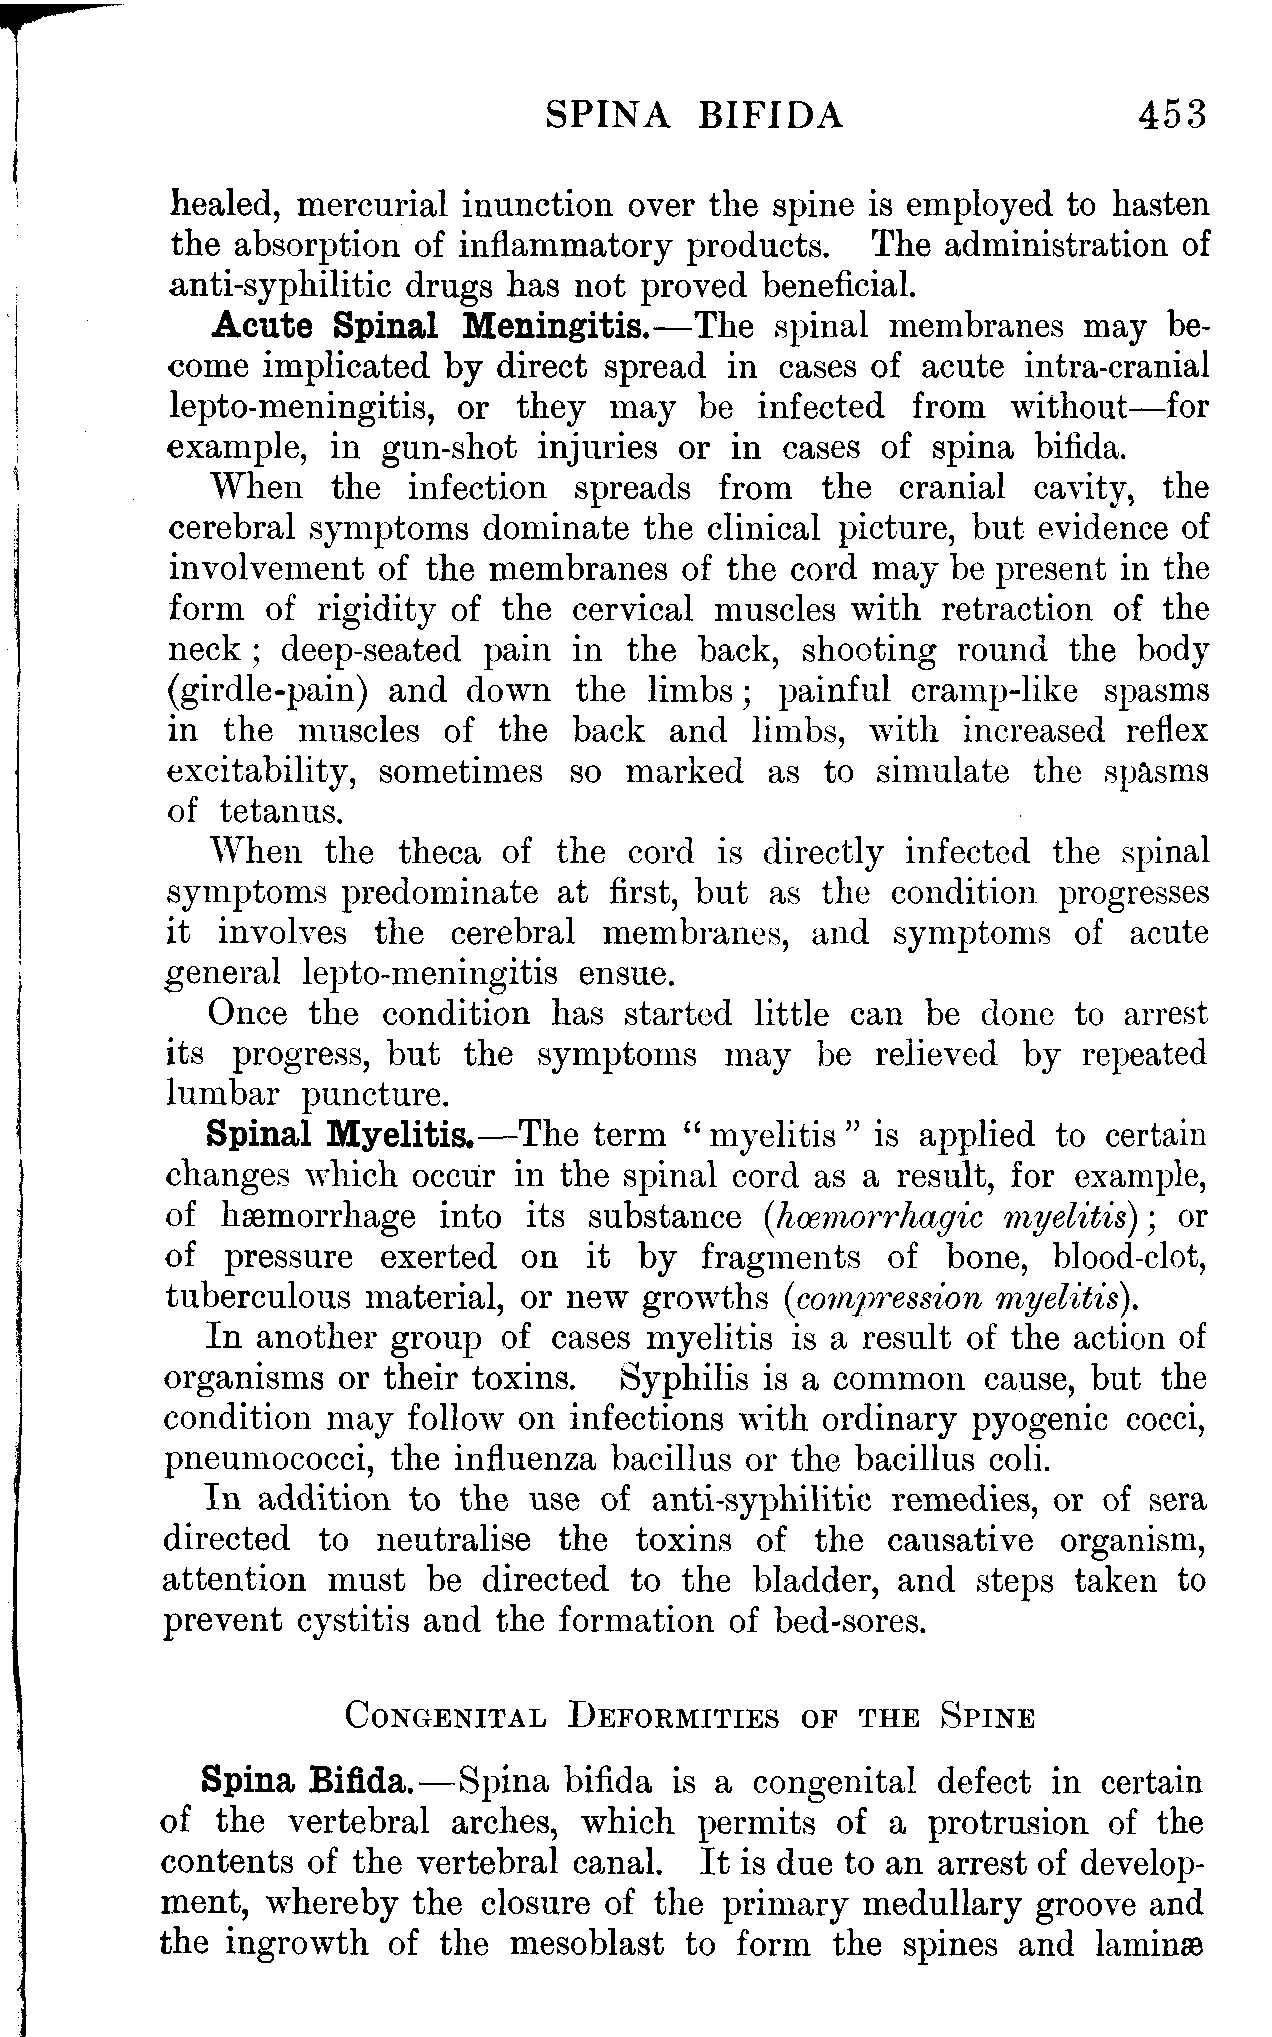 SPINA BIFIDA 453
healed, mercurial inunction over the spine is employed to hasten
the absorption of inflammatory products. The administration of
anti-syphilitic drugs has not proved beneficial.
Acute Spinal Meningitis.—The spinal membranes may be-
come implicated by direct spread in cases of acute intra-cranial
lepto-meningitis, or they may be infected from without—for
example, in gun-shot injuries or in cases of spina bifida.
When the infection spreads from the cranial cavity, the
cerebral symptoms dominate the clinical picture, but evidence of
involvement of the membranes of the cord may be present in the
form of rigidity of the cervical muscles with retraction of the
neck ; deep-seated pain in the back, shooting round the body
(girdle-pain) and down the limbs ; painful cramp-like spasms
in the muscles of the back and limbs, with increased reflex
excitability, sometimes so marked as to simulate the spasms
of tetanus.
When the theca of the cord is directly infected the spinal
symptoms predominate at first, but as the condition progresses
it involves the cerebral membranes, and symptoms of acute
general lepto-meningitis ensue.
Once the condition has started little can be done to arrest
its progress, but the symptoms may be relieved by repeated
lumbar puncture.
Spinal Myelitis.—The term “ myelitis ” is applied to certain
changes which occur in the spinal cord as a result, for example,
of hæmorrhage into its substance (hæmorrhagic myelitis) ; or
of pressure exerted on it by fragments of bone, blood-clot,
tuberculous material, or new growths (compression myelitis).
In another group of cases myelitis is a result of the action of
organisms or their toxins. Syphilis is a common cause, but the
condition may follow on infections with ordinary pyogenic cocci,
pneumococci, the influenza bacillus or the bacillus coli.
In addition to the use of anti-syphilitic remedies, or of sera
directed to neutralise the toxins of the causative organism,
attention must be directed to the bladder, and steps taken to
prevent cystitis and the formation of bed-sores.
Congenital Deformities of the Spine
Spina Bifida.—Spina bifida is a congenital defect in certain
of the vertebral arches, which permits of a protrusion of the
contents of the vertebral canal. It is due to an arrest of develop-
ment, whereby the closure of the primary medullary groove and
the ingrowth of the mesoblast to form the spines and laminæ